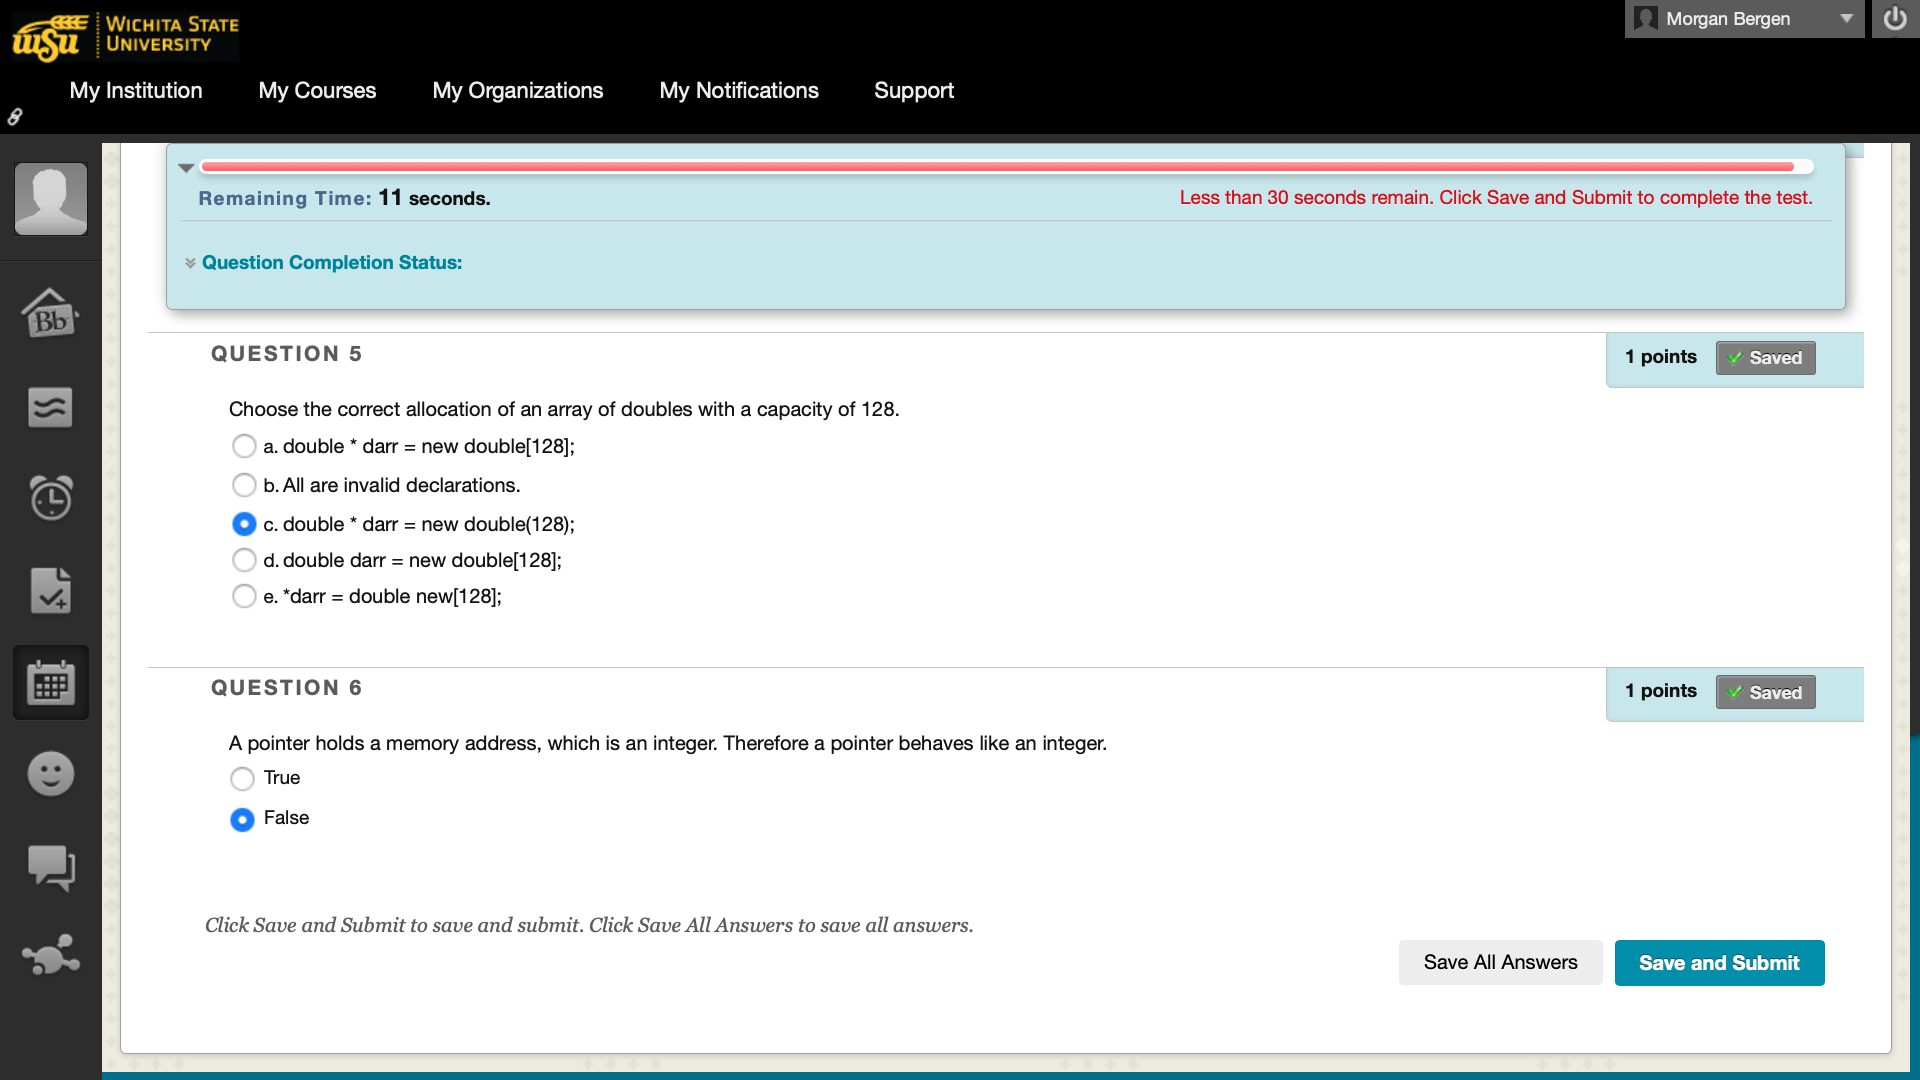 WICHITA STATE
UNIVERSITY
wsu
Morgan Bergen
My Institution
My Courses
My Organizations
My Notifications
Support
Remaining Time: 11 seconds.
Less than 30 seconds remain. Click Save and Submit to complete the test.
Question Completion Status:
Bb
QUESTION 5
1 points
Saved
Choose the correct allocation of an array of doubles with a capacity of 128.
a. double * darr = new double[128];
b. All are invalid declarations.
c. double * darr = new double(128);
d. double darr = new double[128];
e. *darr = double new[128];
QUESTION 6
1 points
Saved
A pointer holds a memory address, which is an integer. Therefore a pointer behaves like an integer.
True
False
Click Save and Submit to save and submit. Click Save All Answers to save all answers.
Save All Answers
Save and Submit